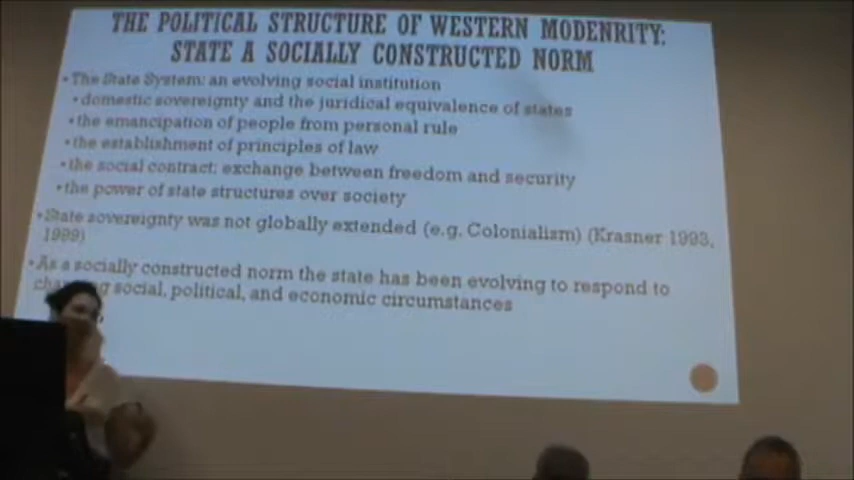 THE POLITICAL STRUCTURE OF WESTERN MODENRITY:
STATE A SOCIALLY CONSTRUCTED NORM
• The State System: an evolving social institution
• domestic sovereignty and the juridical equivalence of states
• the emancipation of people from personal rule
• the establishment of principles of law
• the social contract: exchange between freedom and security
• the power of state structures over society
• State sovereignty was not globally extended (e.g. Colonialism) (Krasner 1993,
1999)
• As a socially constructed norm the state has been evolving to respond to
social, political, and economic circumstances